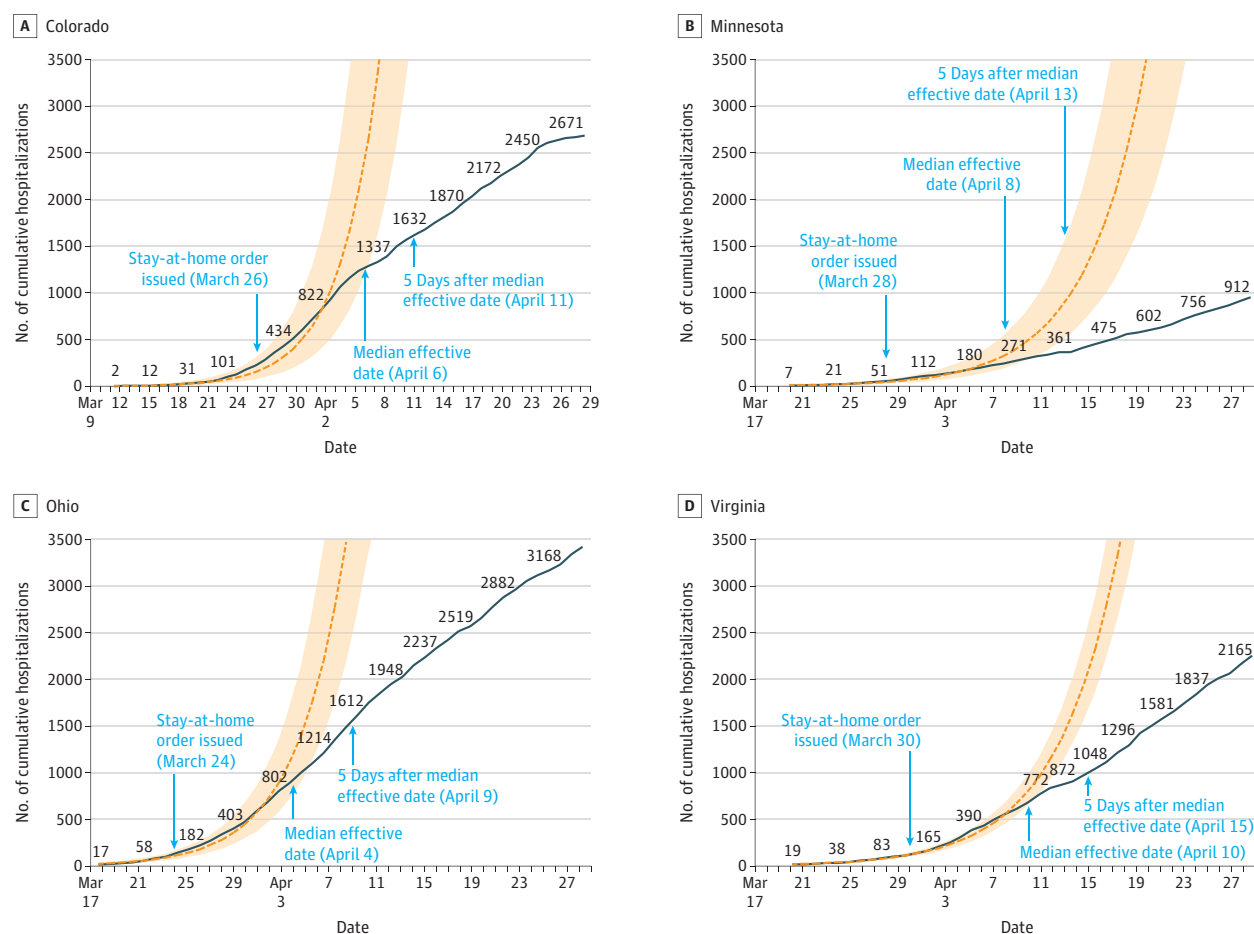 A Colorado
3500
3000
2500
2000
1500
1000
500
0
No. of cumulative hospitalizations
2
12
31
101
434
822
1337
1632
1870
2172
2450
2671
Stay-at-home order
issued (March 26)
5 Days after median
effective date (April 11)
Median effective
date (April 6)
Mar 12 15 18 21 24 27 30 Apr 5 8 11 14 17 20 23 26 29
9 2
Date
B Minnesota
3500
3000
2500
2000
1500
1000
500
0
No. of cumulative hospitalizations
7
21
51
112
180
271
361
475
602
756
912
5 Days after median
effective date (April 13)
Median effective
date (April 8)
Stay-at-home
order issued
(March 28)
Mar 21 25 29 Apr 7 11 15 19 23 27
17 3
Date
C Ohio
3500
3000
2500
2000
1500
1000
500
0
No. of cumulative hospitalizations
17
58
182
403
802
1214
1612
1948
2237
2519
2882
3168
Stay-at-home
order issued
(March 24)
5 Days after median
effective date (April 9)
Median effective
date (April 4)
Mar 21 25 29 Apr 7 11 15 19 23 27
17 3
Date
D Virginia
3500
3000
2500
2000
1500
1000
500
0
No. of cumulative hospitalizations
19
38
83
165
390
772
872
1048
1296
1581
1837
2165
Stay-at-home order
issued (March 30)
5 Days after median
effective date (April 15)
Median effective date (April 10)
Mar 21 25 29 Apr 7 11 15 19 23 27
17 3
Date